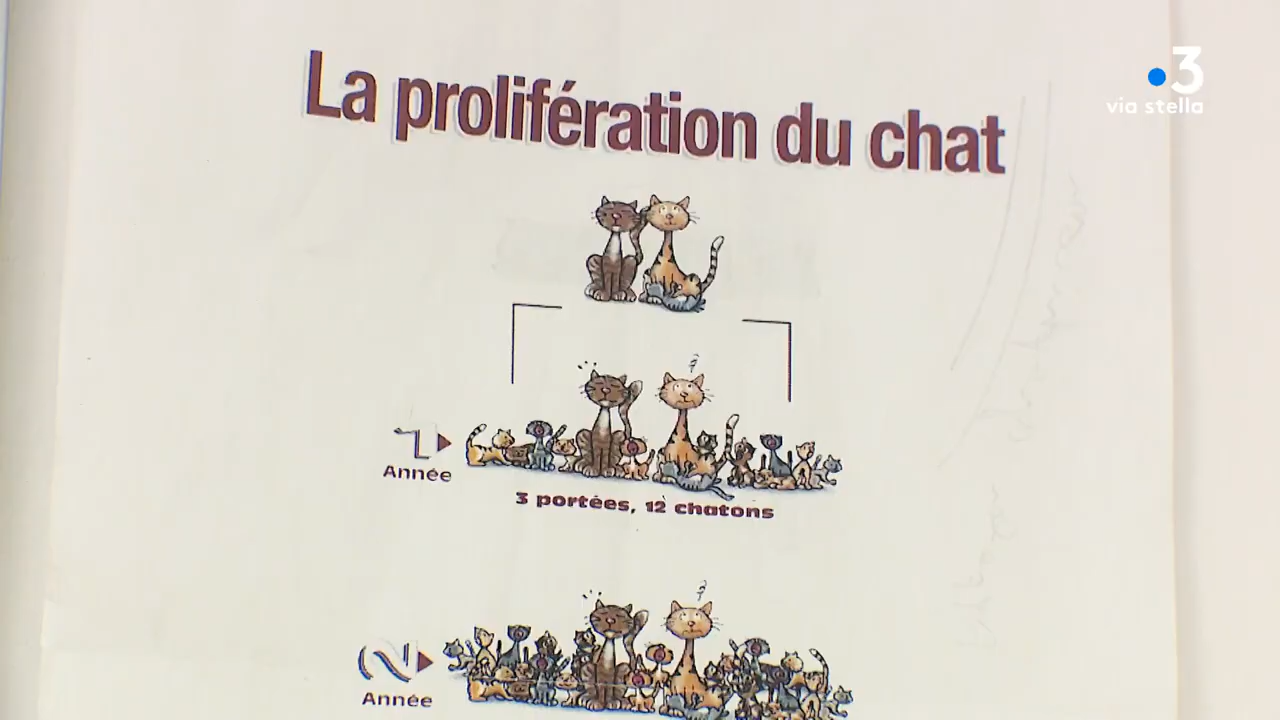 La prolifération du chat
3
via stella
1
Année
3 portées, 12 chatons
2
Année